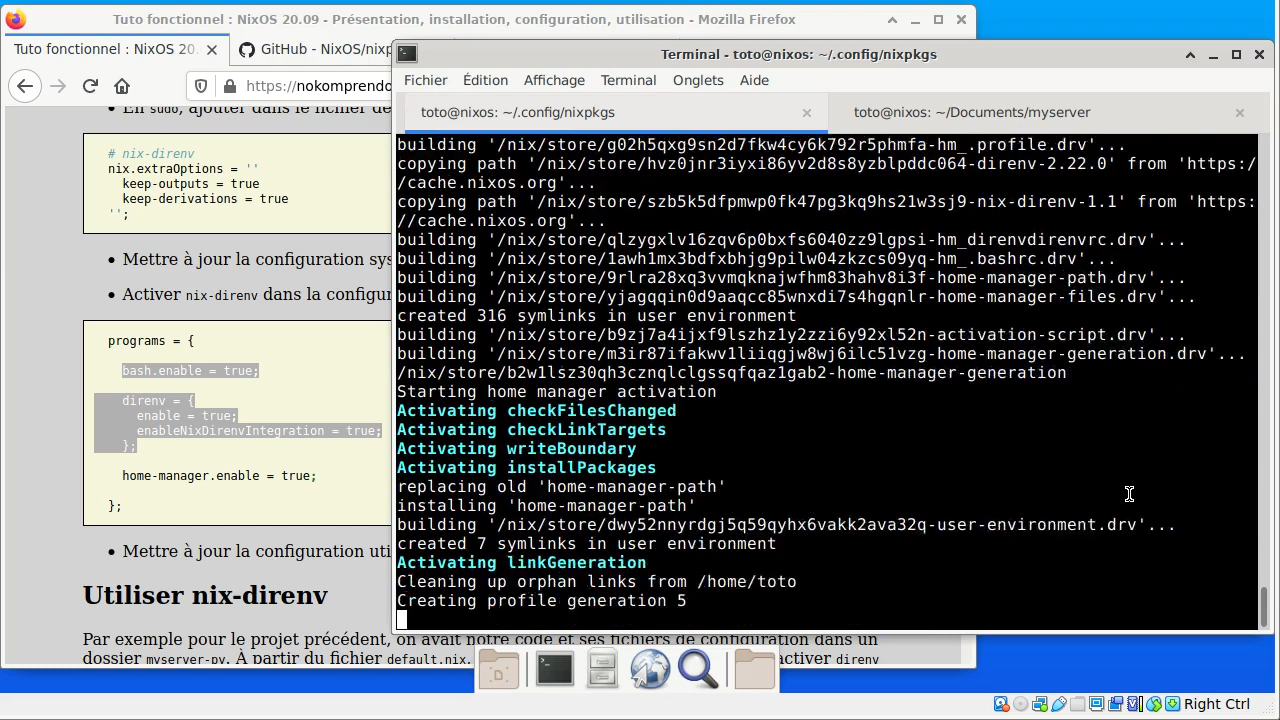 Tuto fonctionnel : NixOS 20.09 - Présentation, installation, configuration, utilisation - Mozilla Firefox
Tuto fonctionnel : NixOS 20.
GitHub - NixOS/nixp
https://nokomprendo
En sudo, ajouter dans le fichier de
# nix-direnv
nix.extraOptions = ''
keep-outputs = true
keep-derivations = true
'';
• Mettre à jour la configuration sys
• Activer nix-direnv dans la configur
programs = {
bash.enable = true;
direnv = {
enable = true;
enableNixDirenvIntegration = true;
};
home-manager.enable = true;
};
• Mettre à jour la configuration uti
Utiliser nix-direnv
Par exemple pour le projet précédent, on avait notre code et ses fichiers de configuration dans un
dossier myserver-py. À partir du fichier default.nix. activer direnv
Terminal - toto@nixos: ~/.config/nixpkgs
Fichier Édition Affichage Terminal Onglets Aide
toto@nixos: ~/.config/nixpkgs
toto@nixos: ~/Documents/myserver
building '/nix/store/g02h5qxg9sn2d7fkw4cy6k792r5phmfa-hm_.profile.drv'...
copying path '/nix/store/hvz0jnr3iyxi86yv2d8s8yzblpddc064-direnv-2.22.0' from 'https:/
/cache.nixos.org'...
copying path '/nix/store/szb5k5dfpmwp0fk47pg3kq9hs21w3sj9-nix-direnv-1.1' from 'https:
//cache.nixos.org'...
building '/nix/store/qlzygxlv16zqv6p0bxfs6040zz9lgpsi-hm_direnvdirenvrc.drv'...
building '/nix/store/1awh1mx3bdfxbhjg9pilw04zkzcs09yq-hm_.bashrc.drv'...
building '/nix/store/9rlra28xq3vvmqknajwfhm83hahv8i3f-home-manager-path.drv'...
building '/nix/store/yjagqqin0d9aaqcc85wnxdi7s4hgqnlr-home-manager-files.drv'...
created 316 symlinks in user environment
building '/nix/store/b9zj7a4ijxf9lszhz1y2zzi6y92xl52n-activation-script.drv'...
building '/nix/store/m3ir87ifakwv1liiqgjw8wj6ilc51vzg-home-manager-generation.drv'...
/nix/store/b2w1lsz30qh3cznqlclgssqfqaz1gab2-home-manager-generation
Starting home manager activation
Activating checkFilesChanged
Activating checkLinkTargets
Activating writeBoundary
Activating installPackages
replacing old 'home-manager-path'
installing 'home-manager-path'
building '/nix/store/dwy52nnyrdgj5q59qyhx6vakk2ava32q-user-environment.drv'...
created 7 symlinks in user environment
Activating linkGeneration
Cleaning up orphan links from /home/toto
Creating profile generation 5
Right Ctrl